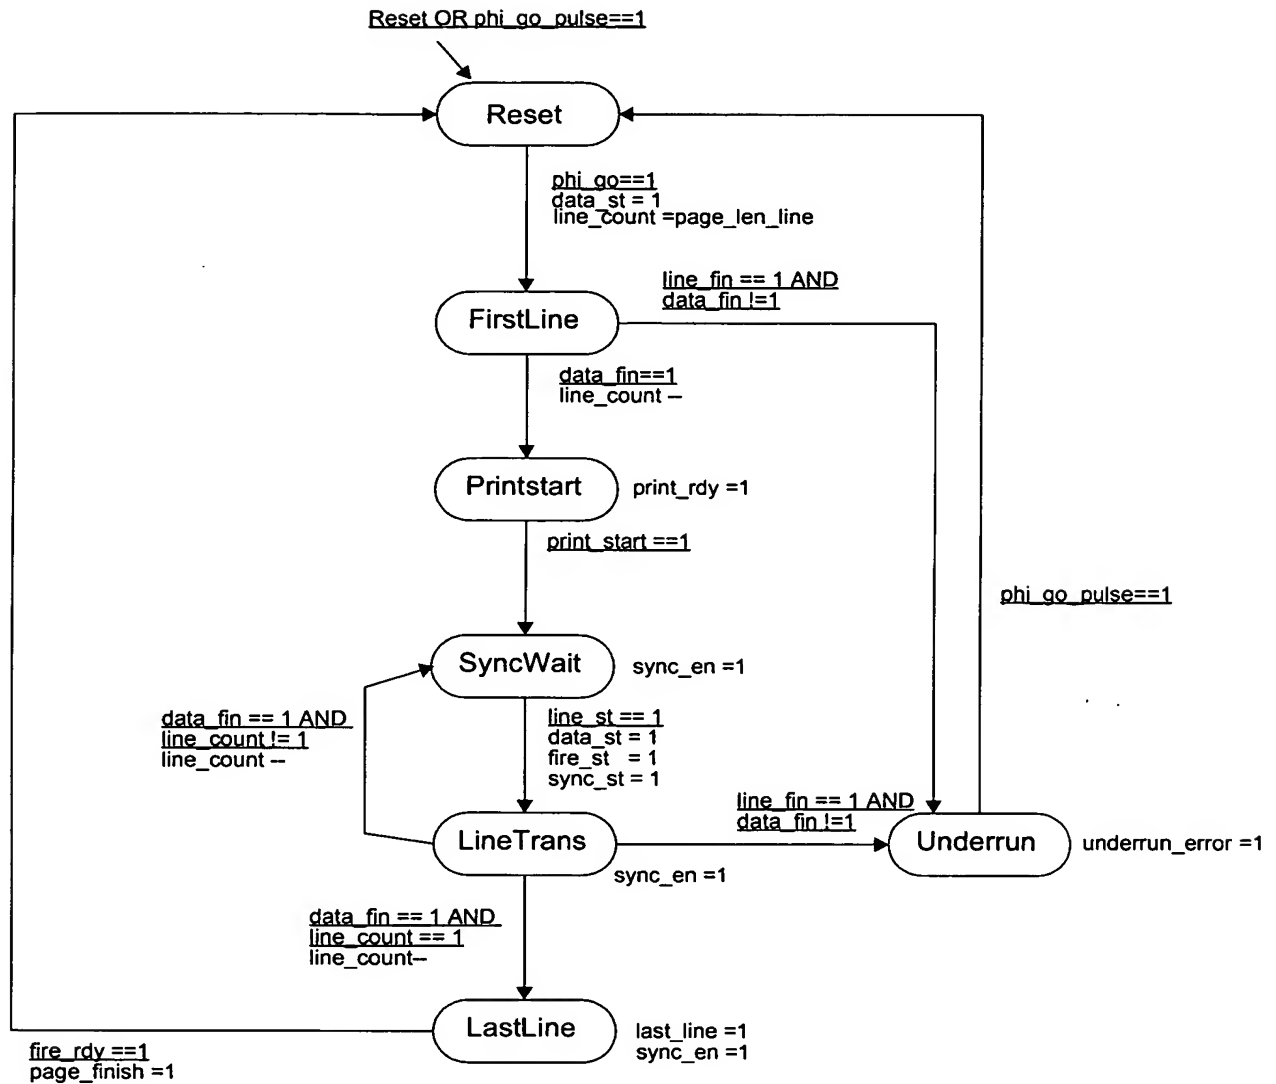 Reset OR phi_go_pulse==1
Reset
phi_go==1
data_st = 1
line_count =page_len_line
line_fin == 1 AND
data_fin !=1
FirstLine
data_fin==1
line_count --
Printstart
print_rdy =1
print_start ==1
phi_go_pulse==1
SyncWait
sync_en =1
data_fin == 1 AND
line_count != 1
line_count --
line_st == 1
data_st = 1
fire_st = 1
sync_st = 1
line_fin == 1 AND
data_fin !=1
LineTrans
sync_en =1
Underrun
underrun_error =1
data_fin == 1 AND
line_count == 1
line_count--
LastLine
last_line =1
sync_en =1
fire_rdy ==1
page_finish =1